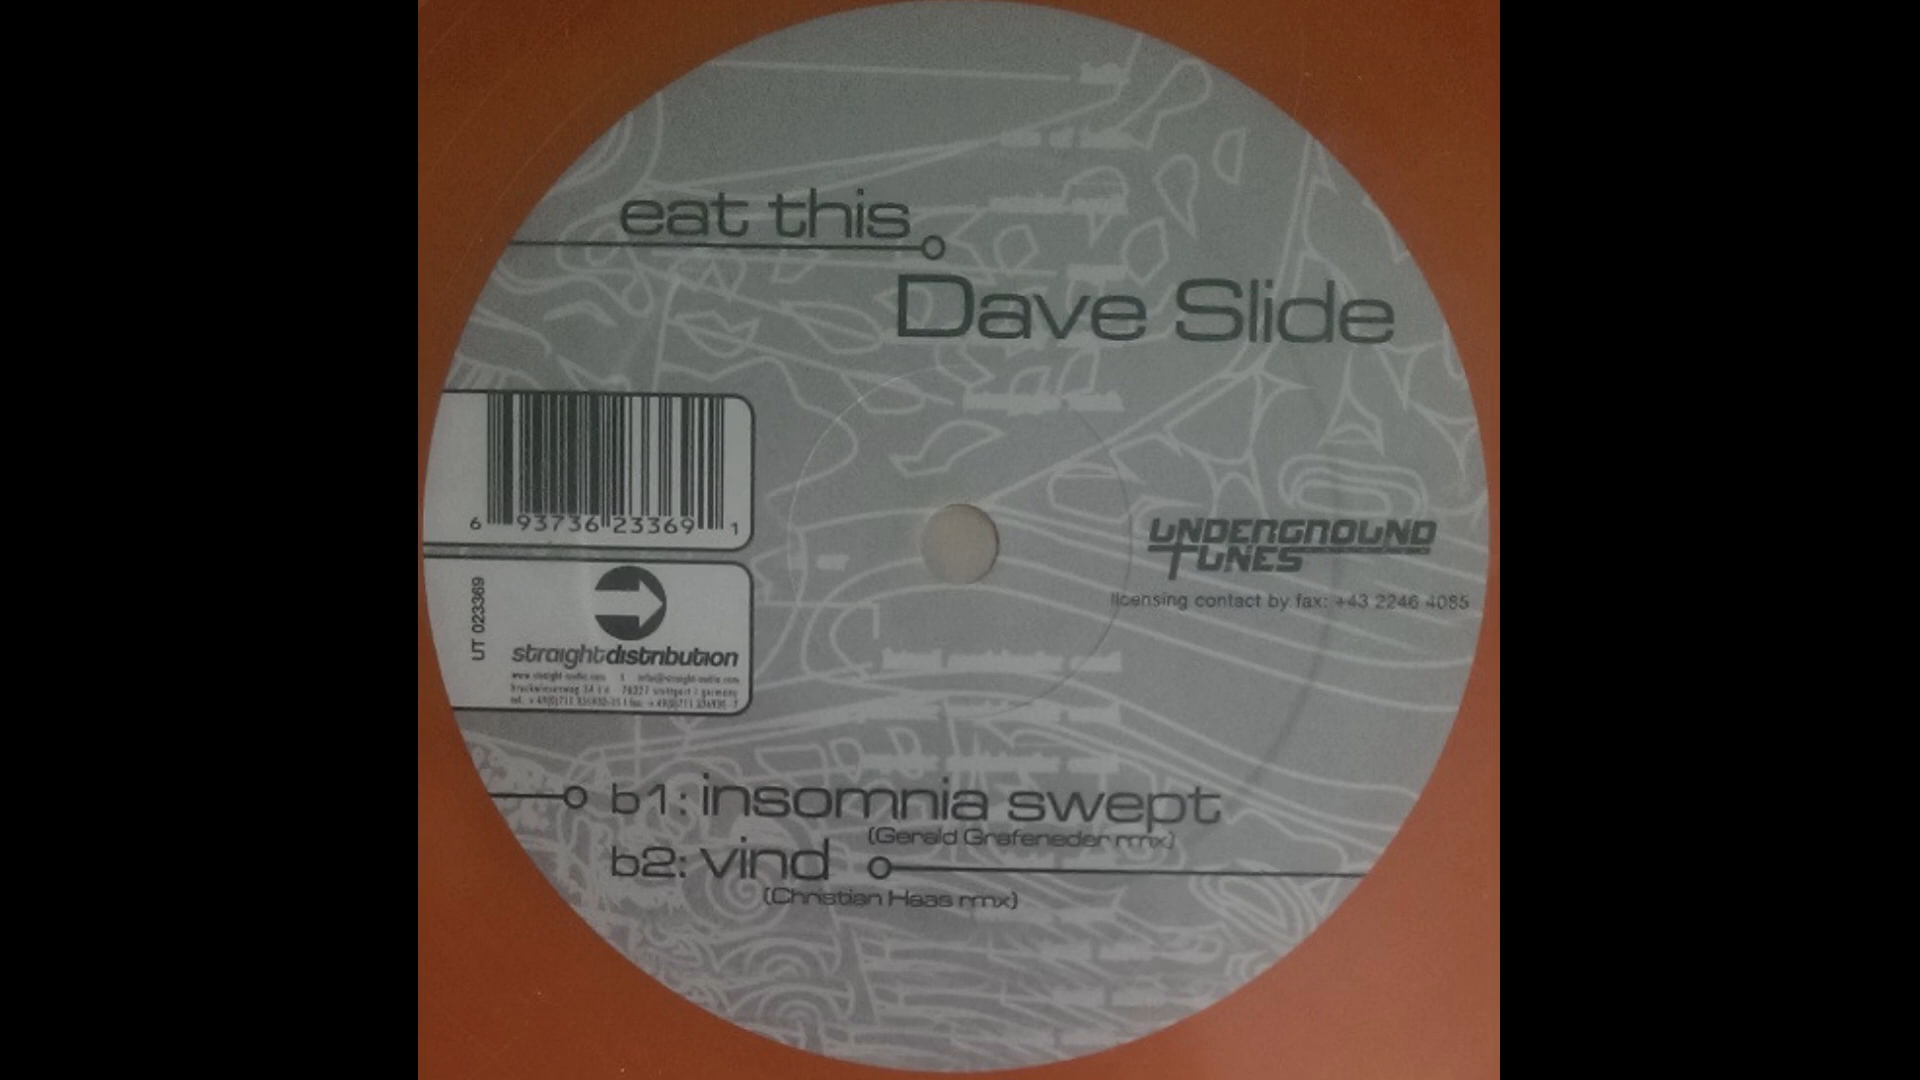 eat this
Dave Slide
6 93736 23369 1
UNDERGROUND
TUNES
licensing contact by fax: +43 2246 4085
UT 023369
straightdistribution
b1: insomnia swept
(Gerald Grafeneder rmx)
b2: vind
(Christian Haas rmx)